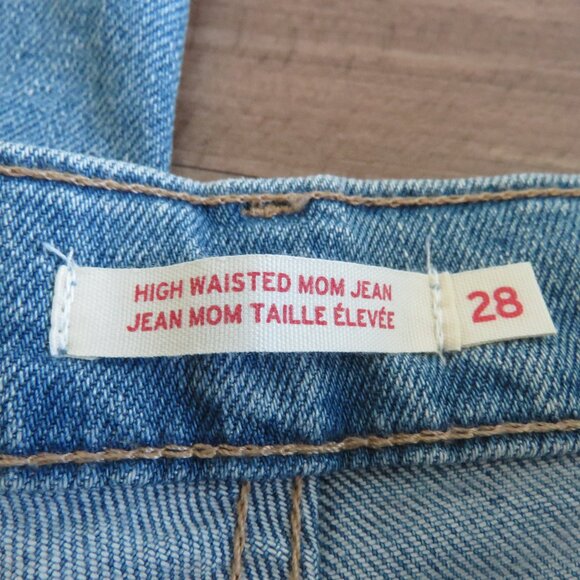 HIGH WAISTED MOM JEAN
JEAN MOM TAILLE ÉLEVÉE
28